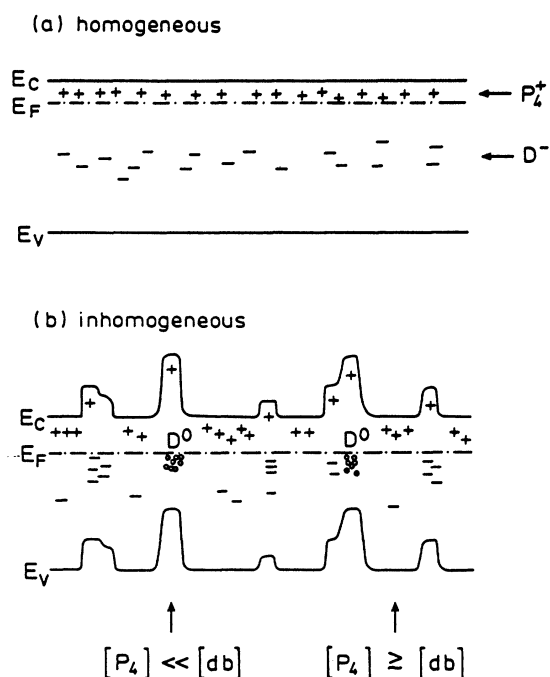 (a) homogeneous
E_C
E_F
P_4^+
D^-
E_V
(b) inhomogeneous
E_C
D^0 D^0
E_F
E_V
[P_4] << [db] [P_4] ≥ [db]